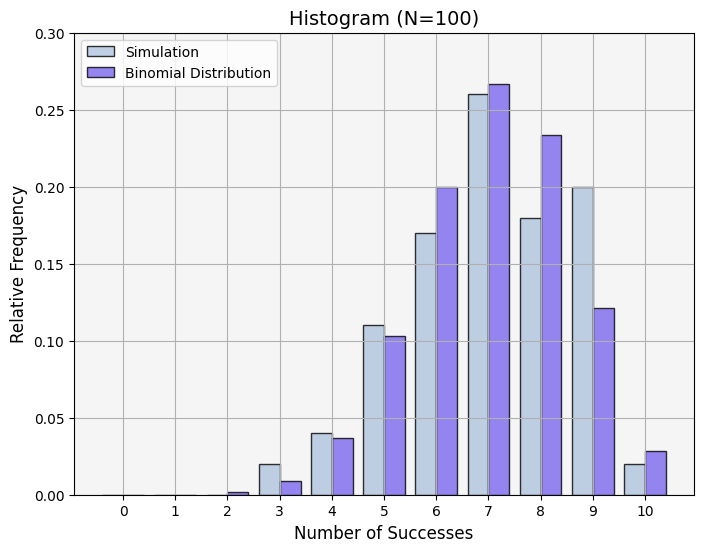 Histogram (N=100)
Simulation
Binomial Distribution
0.30
0.25
0.20
0.15
0.10
0.05
0.00
Relative Frequency
0 1 2 3 4 5 6 7 8 9 10
Number of Successes